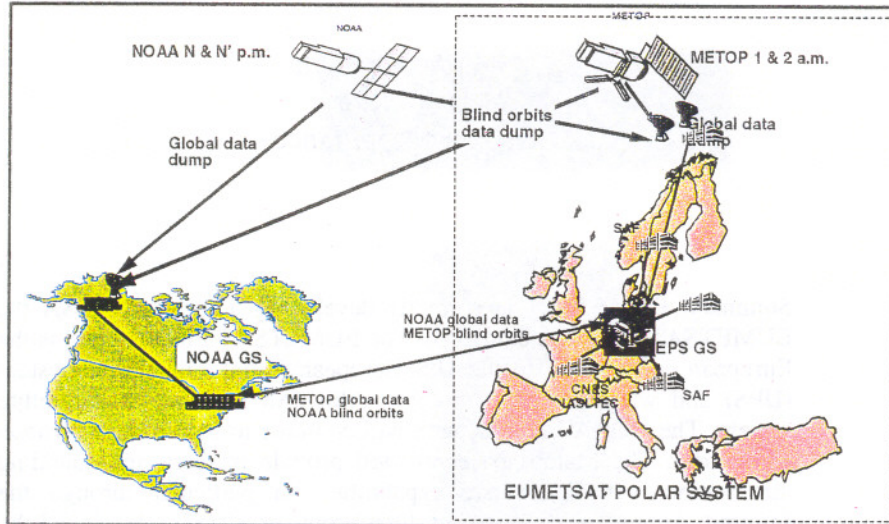 NOAA
METOP
NOAA N & N' p.m.
METOP 1 & 2 a.m.
Blind orbits
data dump
Global data
dump
Global data
dump
SAF
NOAA global data
METOP blind orbits
NOAA GS
EPS GS
METOP global data
NOAA blind orbits
CNES
SAF
EUMETSAT POLAR SYSTEM